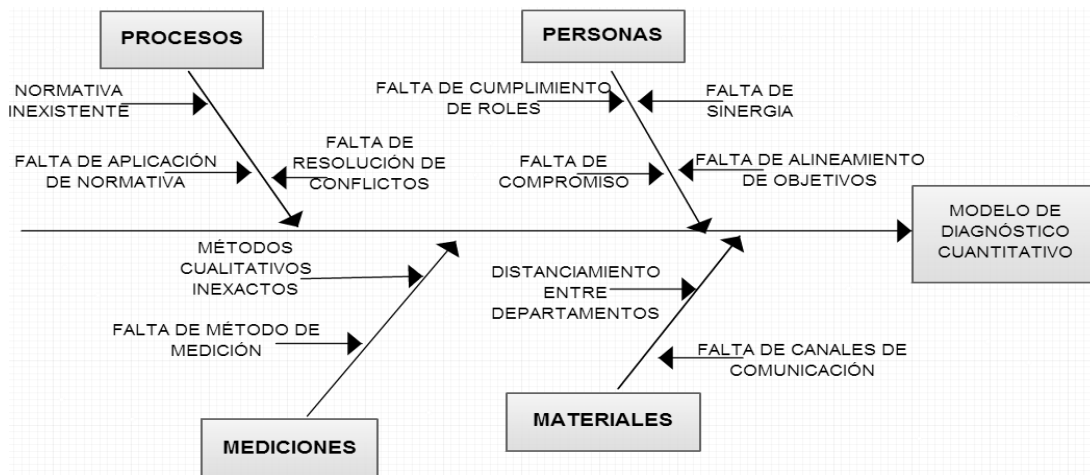 PROCESOS
PERSONAS
NORMATIVA
INEXISTENTE
FALTA DE APLICACIÓN
DE NORMATIVA
FALTA DE
RESOLUCIÓN DE
CONFLICTOS
FALTA DE CUMPLIMIENTO
DE ROLES
FALTA DE
SINERGIA
FALTA DE
COMPROMISO
FALTA DE ALINEAMIENTO
DE OBJETIVOS
MODELO DE
DIAGNÓSTICO
CUANTITATIVO
MÉTODOS
CUALITATIVOS
INEXACTOS
FALTA DE MÉTODO DE
MEDICIÓN
DISTANCIAMIENTO
ENTRE
DEPARTAMENTOS
FALTA DE CANALES DE
COMUNICACIÓN
MEDICIONES
MATERIALES